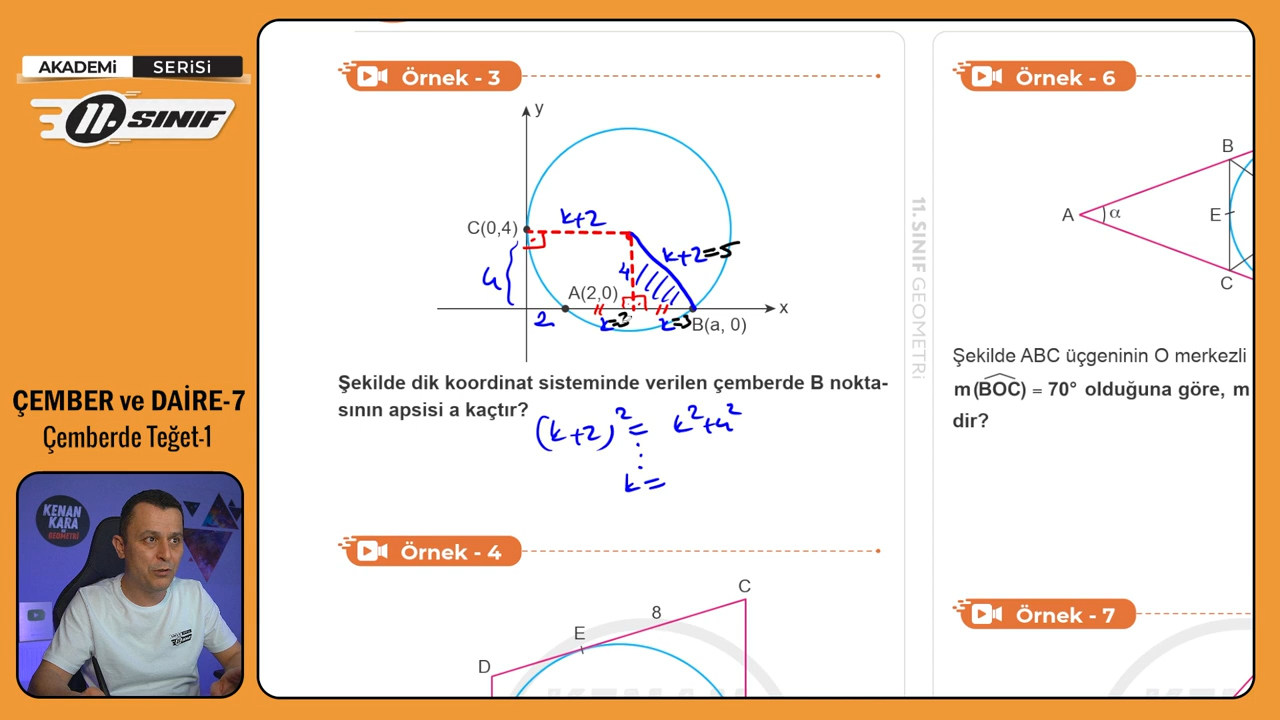 AKADEMİ SERİSİ
11. SINIF
ÇEMBER ve DAİRE-7
Çemberde Teğet-1
KENAN
KARA
GEOMETRİ
Örnek - 3
y
k+2
C(0,4)
k+2=5
4
4
A(2,0)
x
2
k=3
k=3
B(a, 0)
Şekilde dik koordinat sisteminde verilen çemberde B nokta-
sının apsisi a kaçtır?
(k+2)² = k²+4²
k=
Örnek - 4
C
8
E
D
11. SINIF GEOMETRİ
Örnek - 6
B
A
α
E
C
Şekilde ABC üçgeninin O merkezli
m(BOC) = 70° olduğuna göre, m
dir?
Örnek - 7